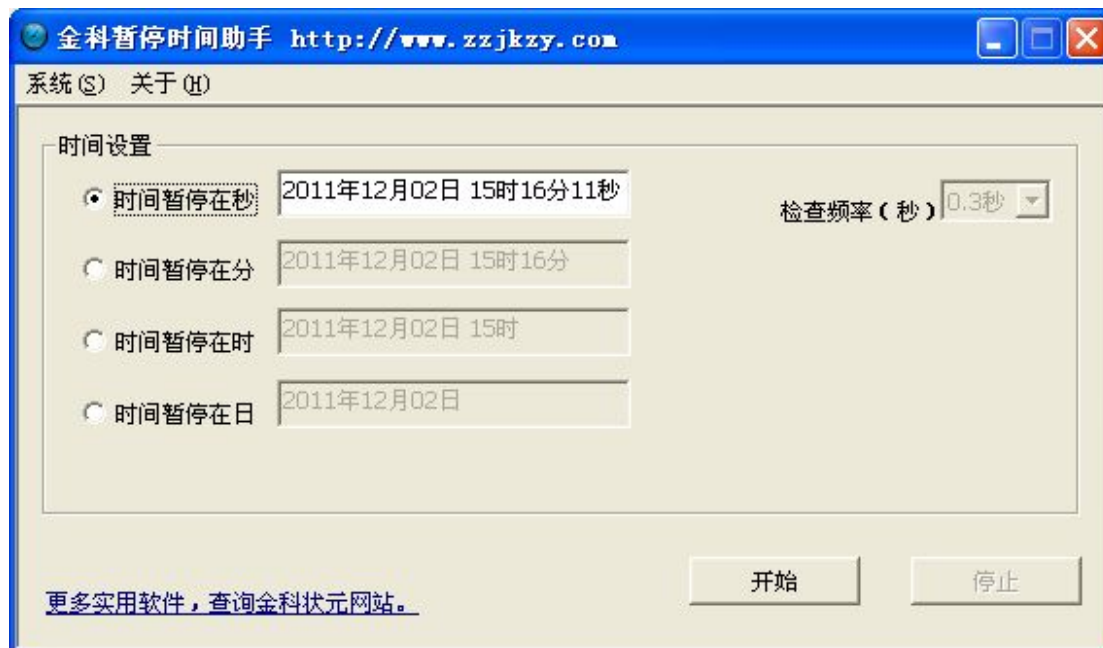 金科暂停时间助手 http://www.zzjkzy.com
系统(S) 关于(H)
时间设置
时间暂停在秒 2011年12月02日 15时16分11秒 检查频率(秒) 0.3秒
时间暂停在分 2011年12月02日 15时16分
时间暂停在时 2011年12月02日 15时
时间暂停在日 2011年12月02日
开始 停止
更多实用软件，查询金科状元网站。